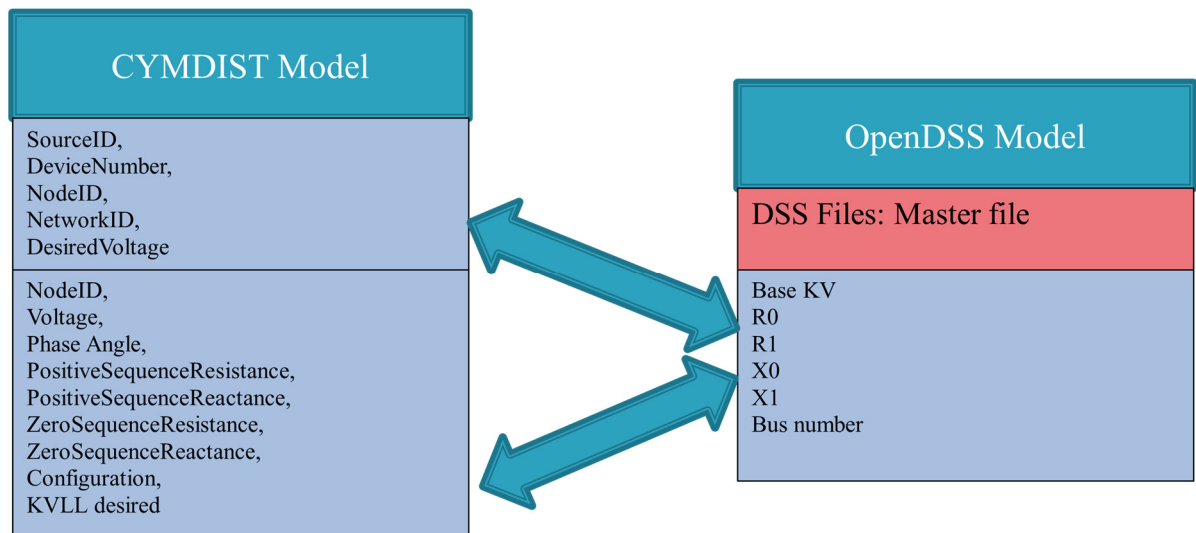 CYMDIST Model
SourceID,
DeviceNumber,
NodeID,
NetworkID,
DesiredVoltage
NodeID,
Voltage,
Phase Angle,
PositiveSequenceResistance,
PositiveSequenceReactance,
ZeroSequenceResistance,
ZeroSequenceReactance,
Configuration,
KVLL desired
OpenDSS Model
DSS Files: Master file
Base KV
R0
R1
X0
X1
Bus number